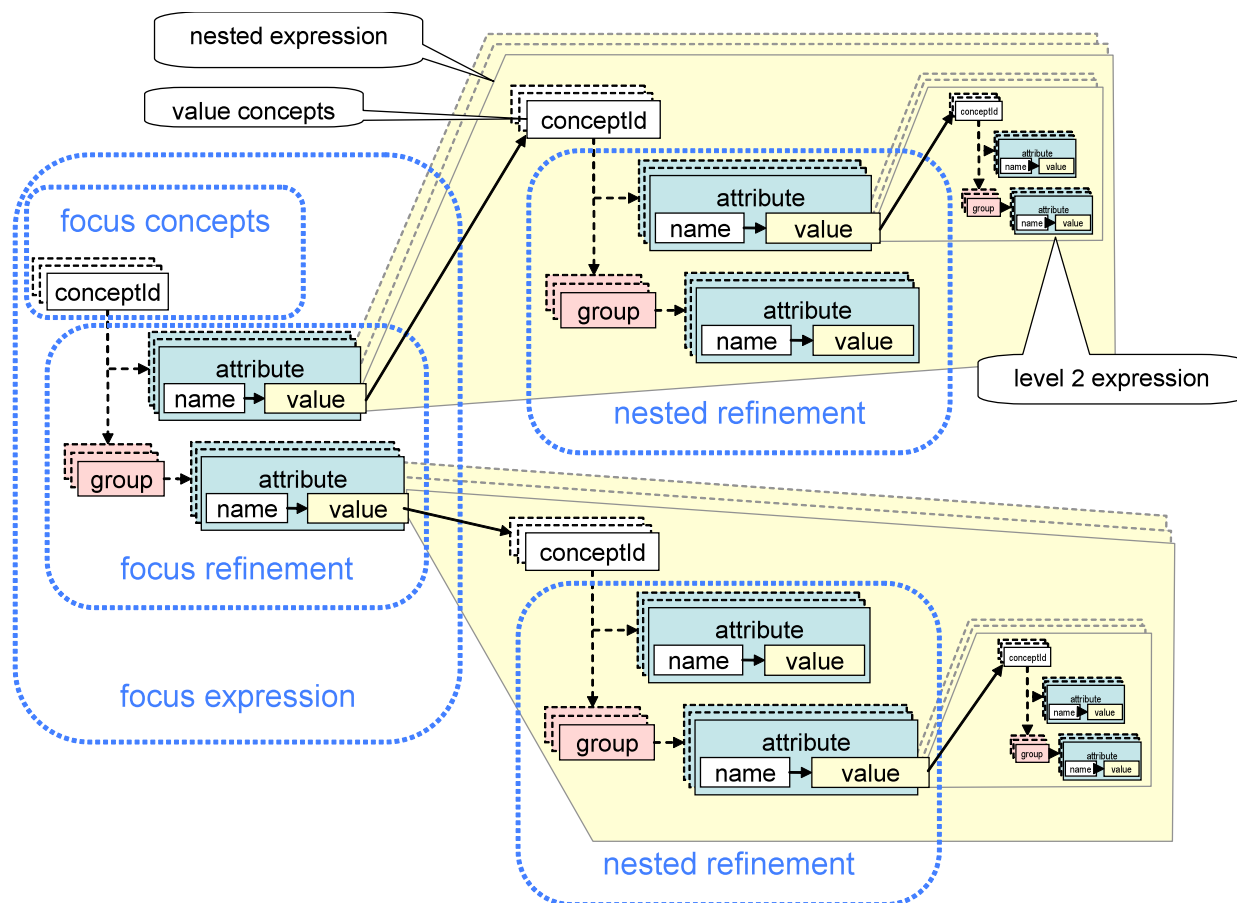 nested expression
value concepts
conceptId
attribute
name
value
group
attribute
name
value
nested refinement
conceptId
attribute
name
value
group
attribute
name
value
level 2 expression
focus concepts
conceptId
attribute
name
value
group
attribute
name
value
focus refinement
focus expression
conceptId
attribute
name
value
group
attribute
name
value
nested refinement
conceptId
attribute
name
value
group
attribute
name
value